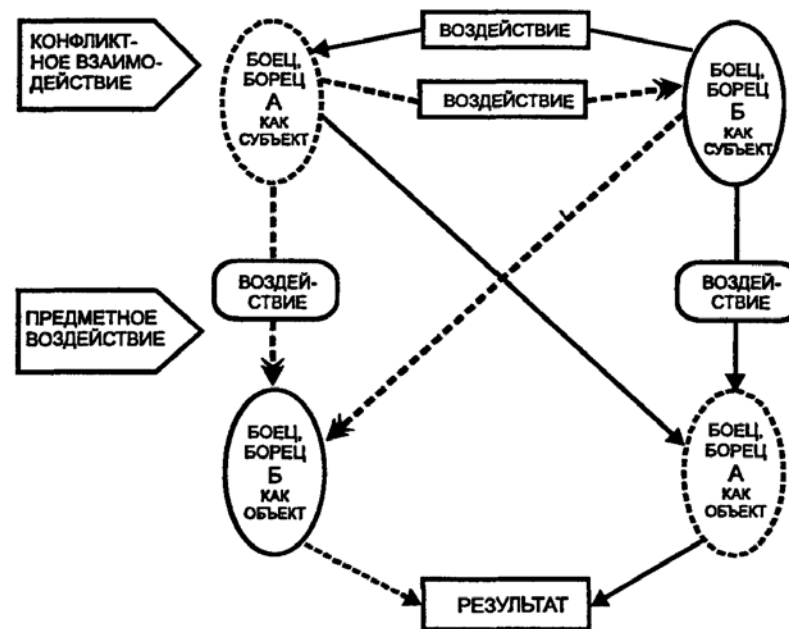 КОНФЛИКТ-
НОЕ ВЗАИМО-
ДЕЙСТВИЕ
ВОЗДЕЙСТВИЕ
ВОЗДЕЙСТВИЕ
БОЕЦ,
БОРЕЦ
А
КАК
СУБЪЕКТ
БОЕЦ,
БОРЕЦ
Б
КАК
СУБЪЕКТ
ПРЕДМЕТНОЕ
ВОЗДЕЙСТВИЕ
ВОЗДЕЙ-
СТВИЕ
ВОЗДЕЙ-
СТВИЕ
БОЕЦ,
БОРЕЦ
Б
КАК
ОБЪЕКТ
БОЕЦ,
БОРЕЦ
А
КАК
ОБЪЕКТ
РЕЗУЛЬТАТ